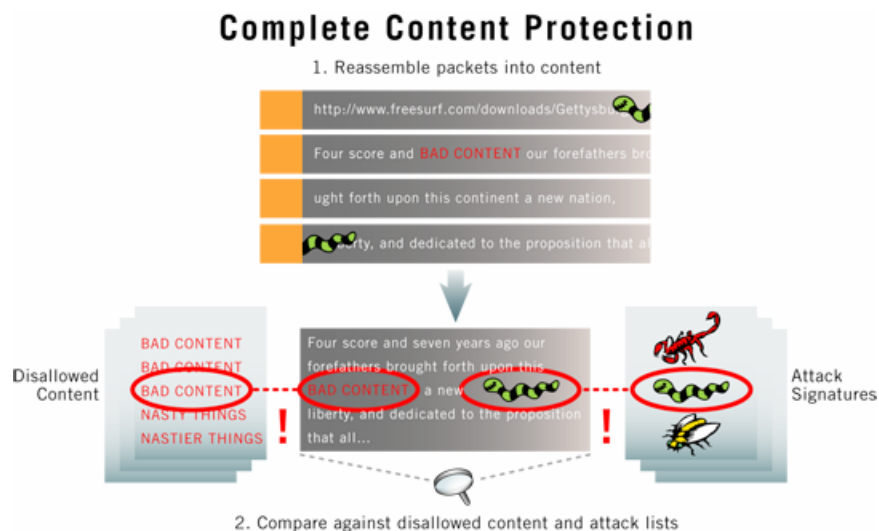 Complete Content Protection
1. Reassemble packets into content
http://www.freesurf.com/downloads/Gettysburg
Four score and BAD CONTENT our forefathers bro
ught forth upon this continent a new nation,
liberty, and dedicated to the proposition that al
Disallowed
Content
BAD CONTENT
BAD CONTENT
BAD CONTENT
NASTY THINGS
NASTIER THINGS
!
Four score and seven years ago our
forefathers brought forth upon this
BAD CONTENT a new
liberty, and dedicated to the proposition
that all...
!
Attack
Signatures
2. Compare against disallowed content and attack lists